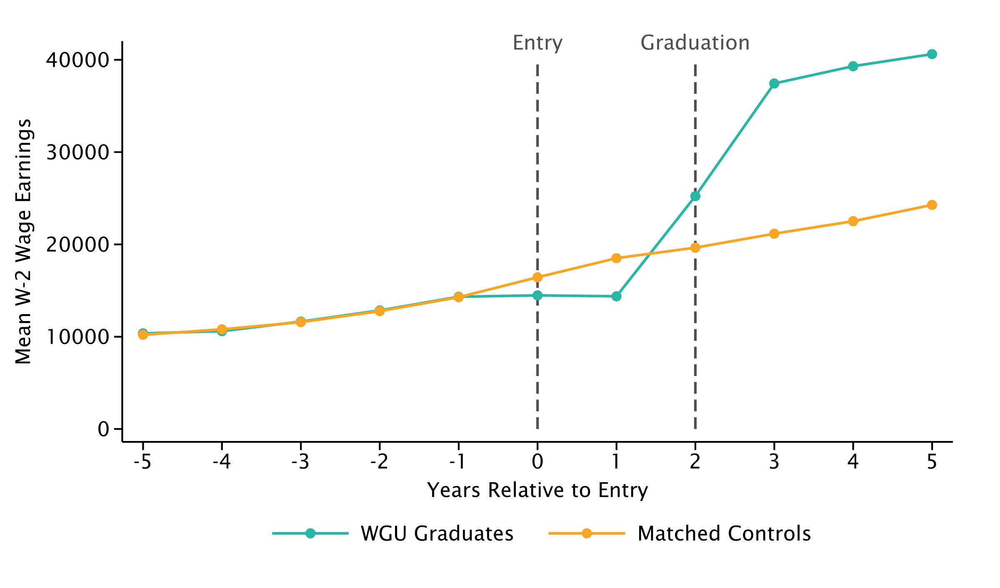 Entry
Graduation
40000
30000
20000
10000
0
Mean W-2 Wage Earnings
-5 -4 -3 -2 -1 0 1 2 3 4 5
Years Relative to Entry
WGU Graduates
Matched Controls